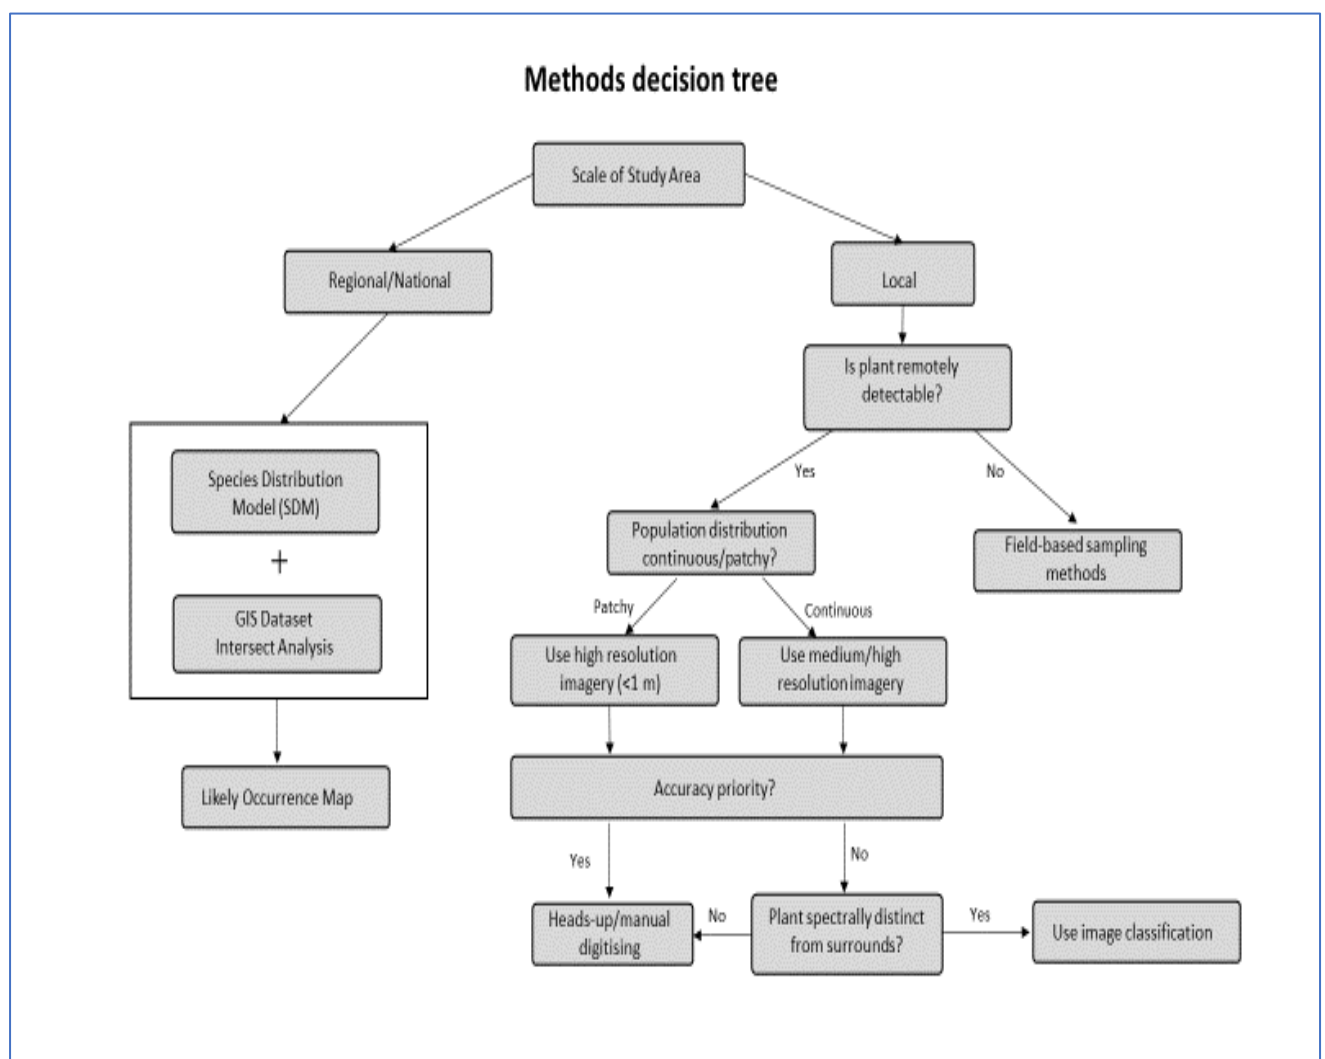 Methods decision tree
Scale of Study Area
Regional/National
Local
Is plant remotely
detectable?
Yes
No
Species Distribution
Model (SDM)
+
GIS Dataset
Intersect Analysis
Population distribution
continuous/patchy?
Field-based sampling
methods
Patchy
Continuous
Use high resolution
imagery (<1 m)
Use medium/high
resolution imagery
Likely Occurrence Map
Accuracy priority?
Yes
No
Heads-up/manual
digitising
No
Plant spectrally distinct
from surrounds?
Yes
Use image classification